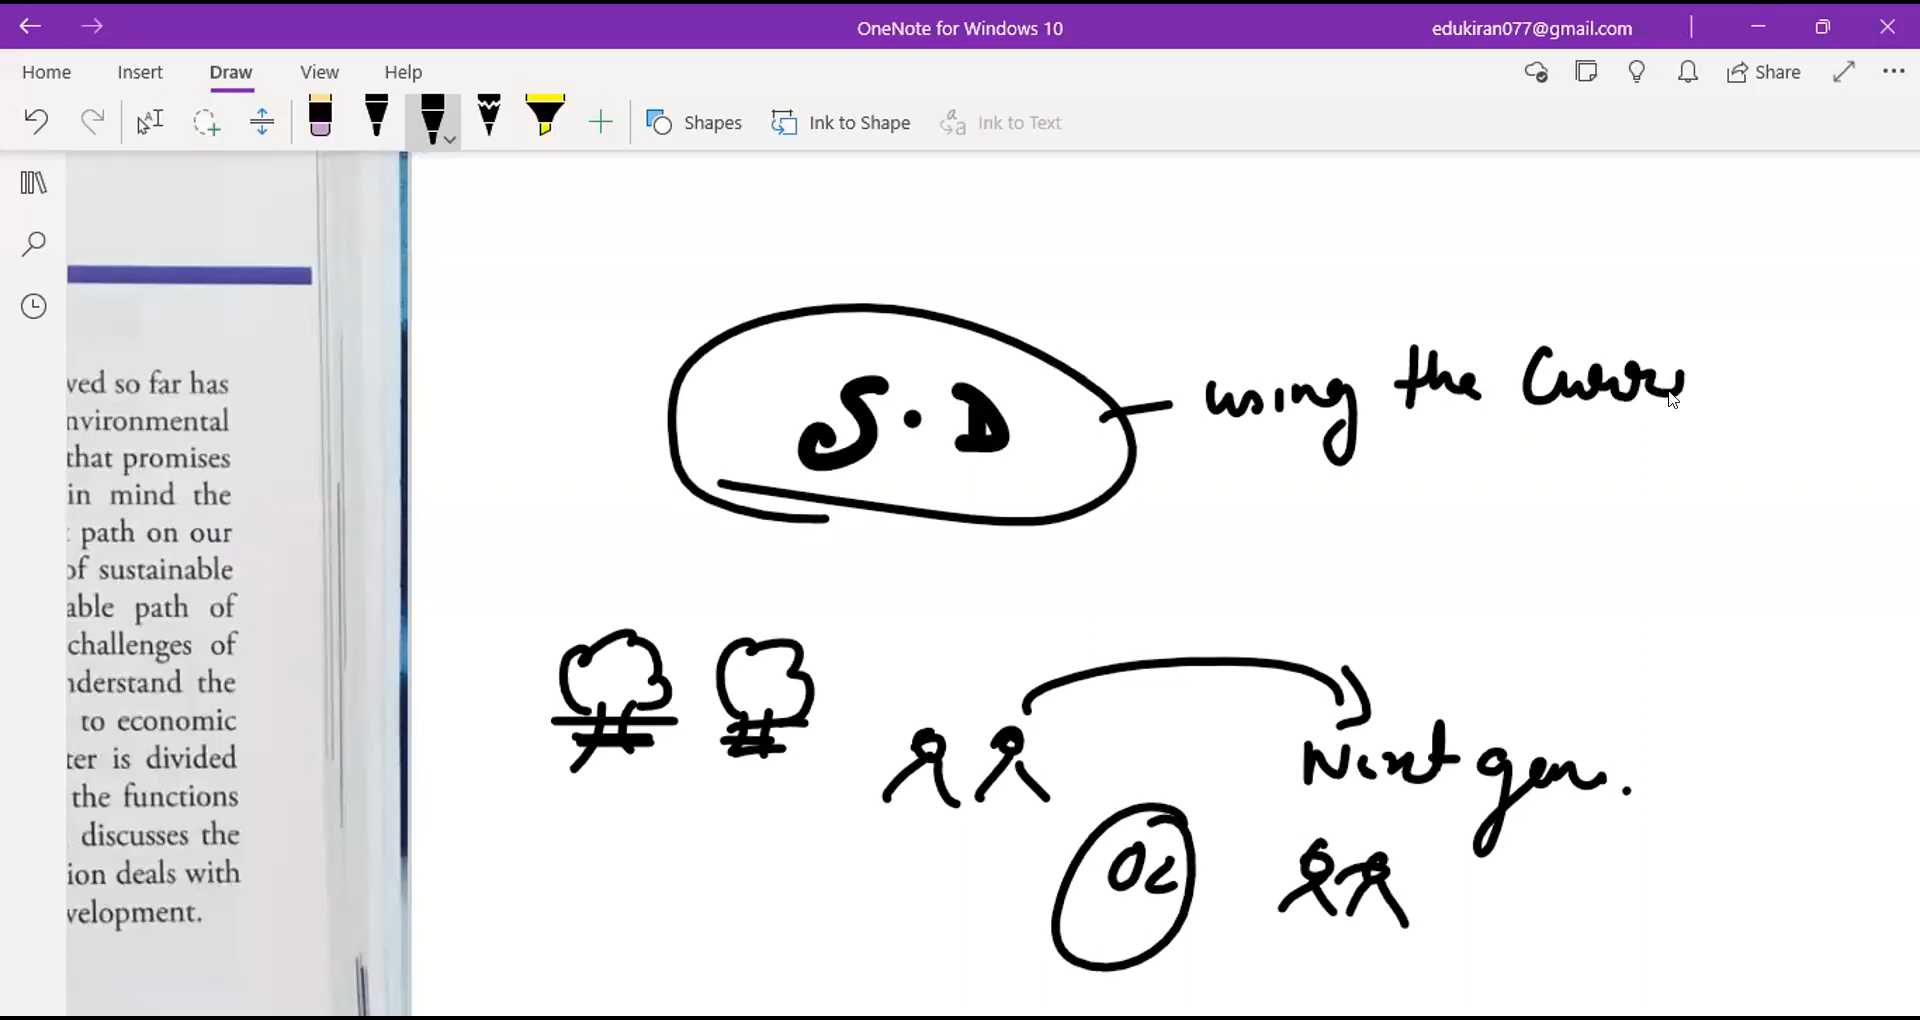 OneNote for Windows 10
edukiran077@gmail.com
Home Insert Draw View Help
Share
Shapes Ink to Shape Ink to Text
ved so far has
nvironmental
that promises
in mind the
path on our
of sustainable
able path of
challenges of
nderstand the
to economic
ter is divided
the functions
discusses the
ion deals with
velopment.
S.D
using the
Next gen.
O2